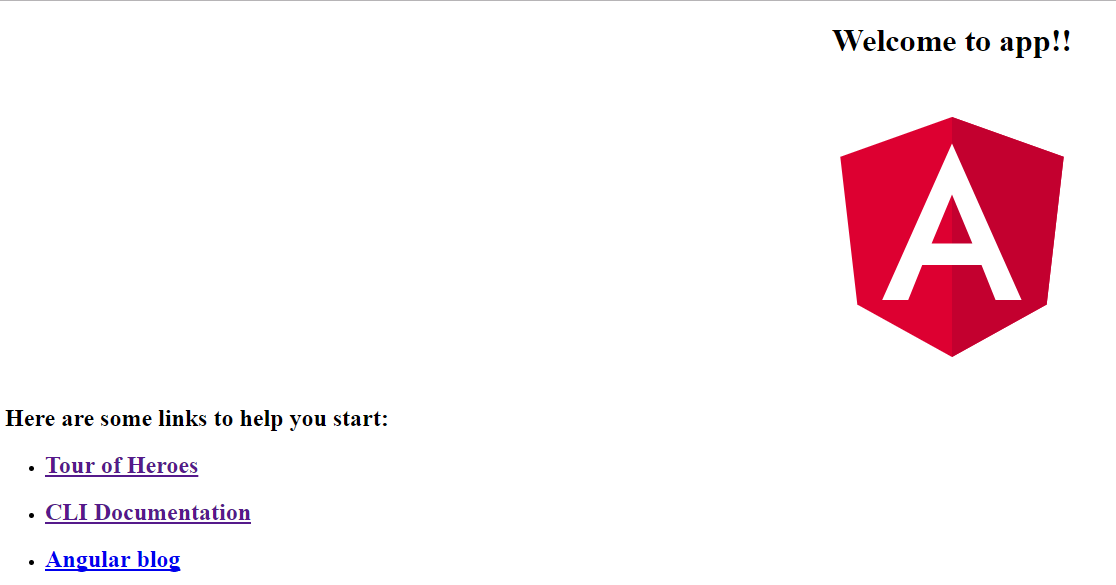 Welcome to app!!
A
Here are some links to help you start:
Tour of Heroes
CLI Documentation
Angular blog